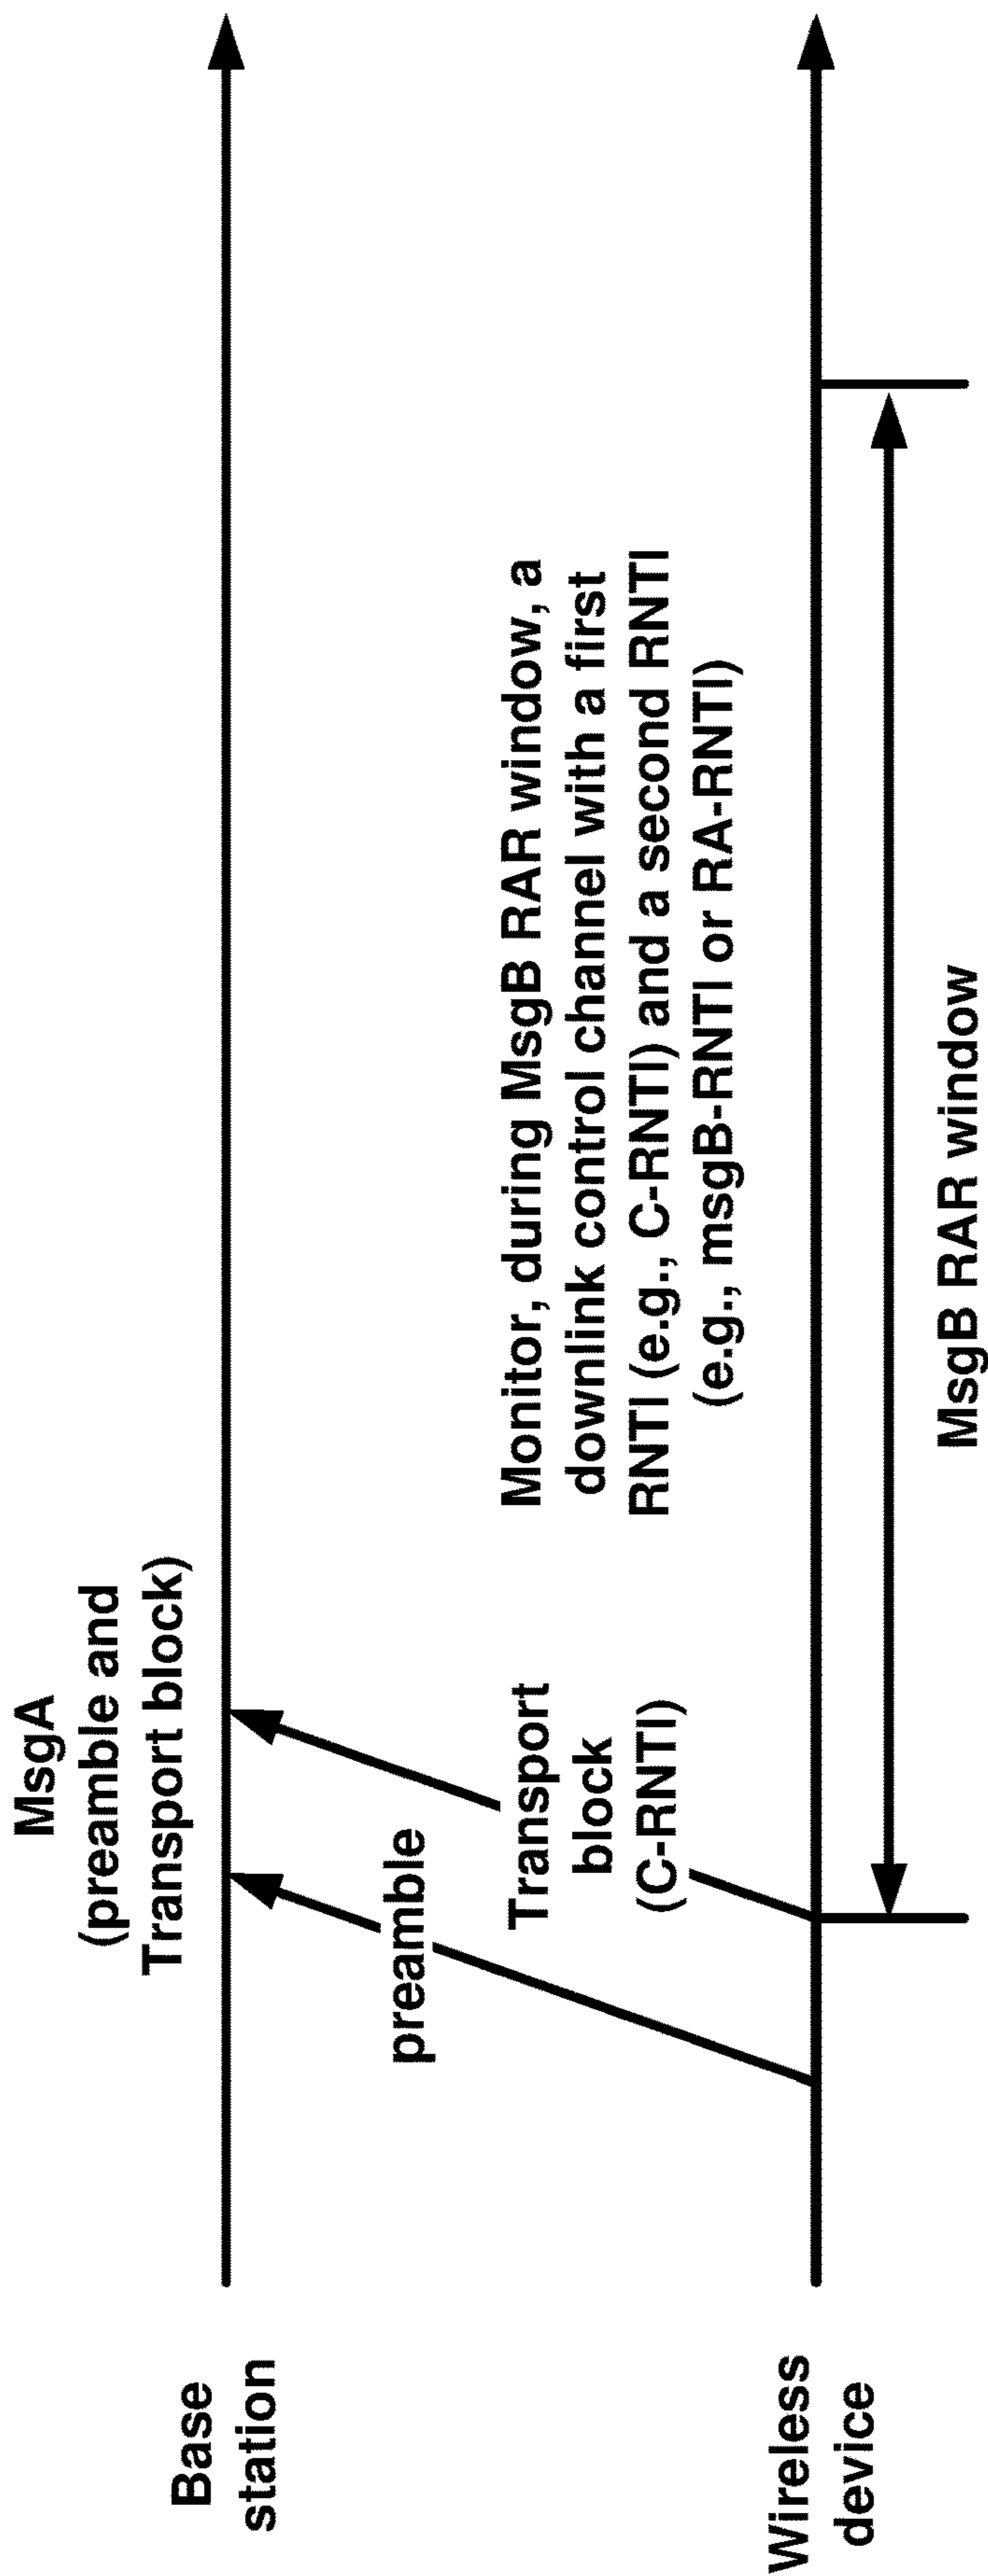 MsgA
(preamble and
Transport block)
Base
station
preamble
Transport
block
(C-RNTI)
Monitor, during MsgB RAR window, a
downlink control channel with a first
RNTI (e.g., C-RNTI) and a second RNTI
(e.g., msgB-RNTI or RA-RNTI)
Wireless
device
MsgB RAR window